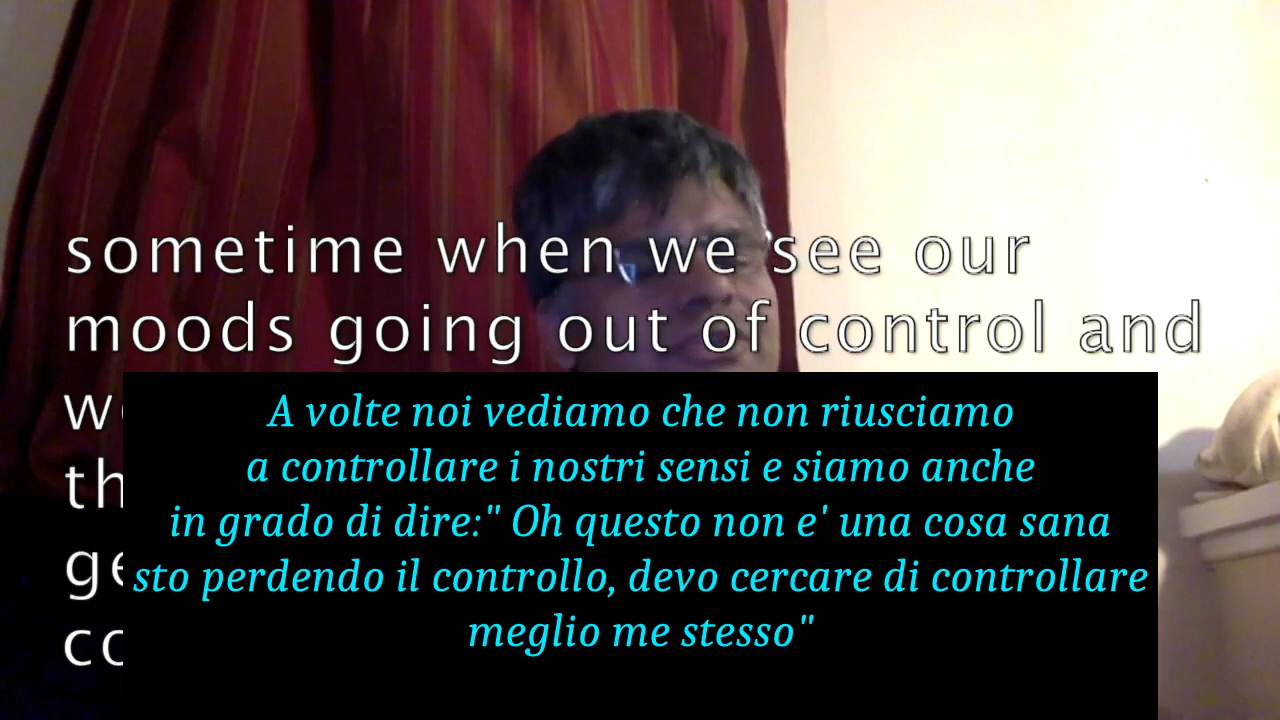 sometime when we see our
moods going out of control and
A volte noi vediamo che non riusciamo
a controllare i nostri sensi e siamo anche
in grado di dire:" Oh questo non e' una cosa sana
sto perdendo il controllo, devo cercare di controllare
meglio me stesso"